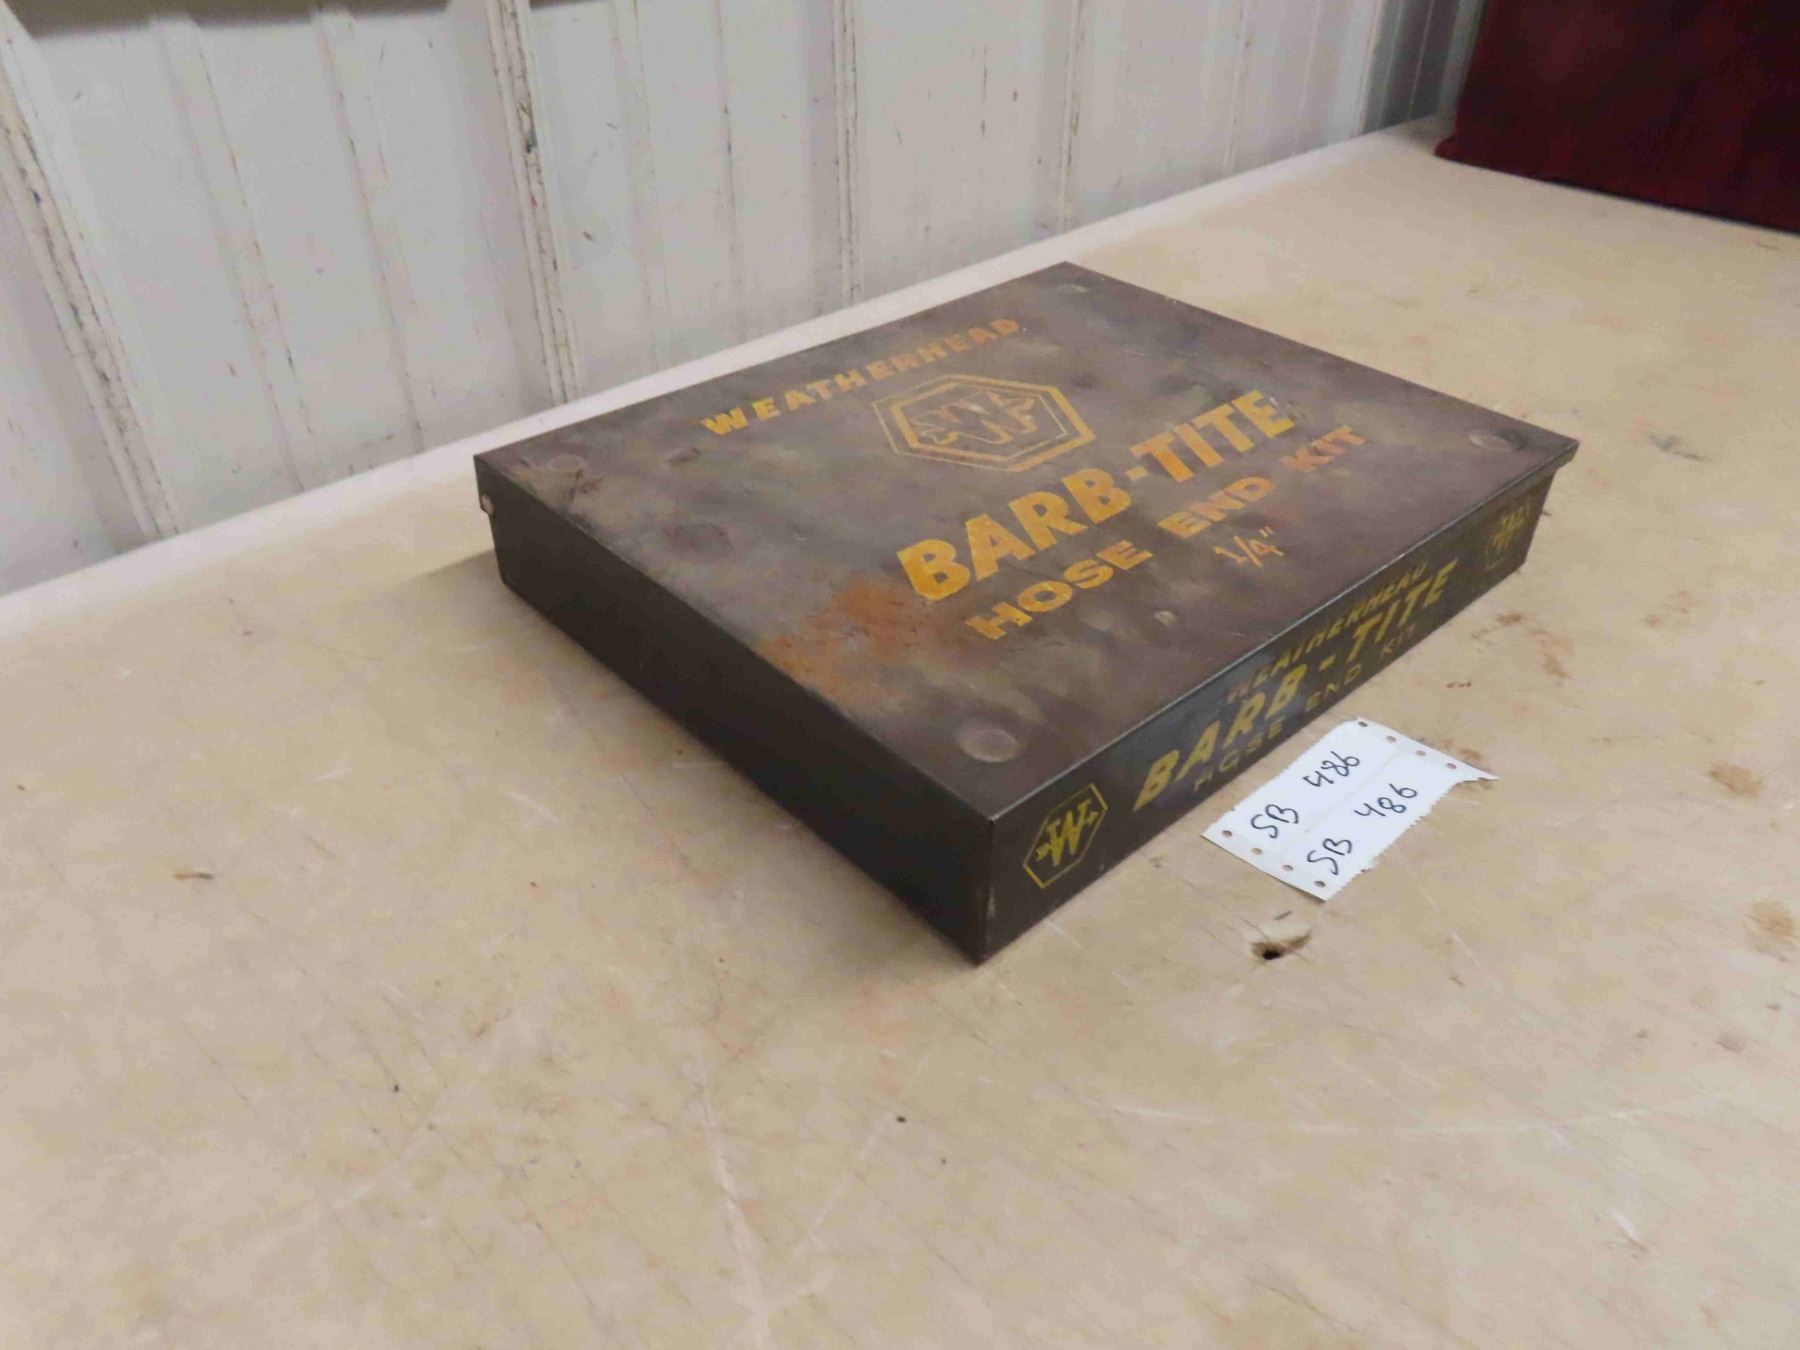 WEATHERHEAD
W
BARB-TITE
HOSE END KIT
1/4"
WEATHERHEAD
BARB-TITE
HOSE END KIT
W
W
SB 486
SB 486